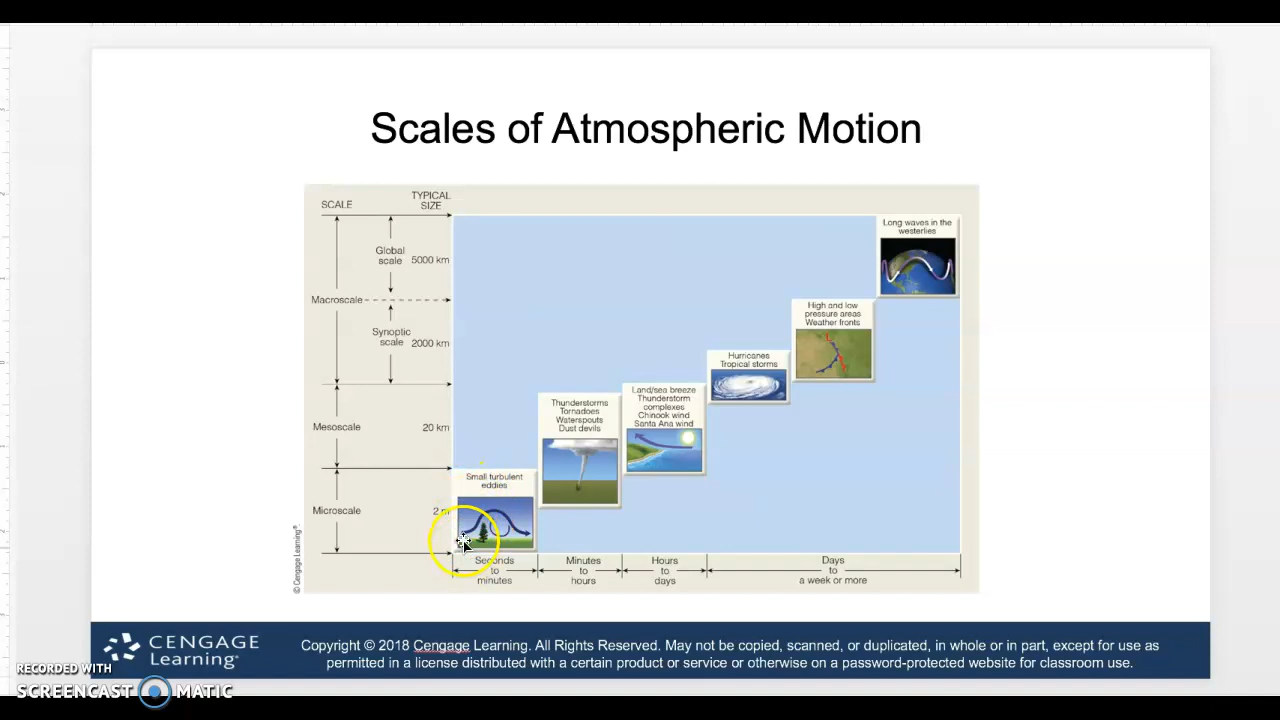 Scales of Atmospheric Motion
SCALE
TYPICAL
SIZE
Global
scale
5000 km
Macroscale
Synoptic
scale
2000 km
Mesoscale
20 km
Microscale
2 m
Long waves in the
westerlies
High and low
pressure areas
Weather fronts
Hurricanes
Tropical storms
Land/sea breeze
Thunderstorm
complexes
Chinook wind
Santa Ana wind
Thunderstorms
Tornadoes
Waterspouts
Dust devils
Small turbulent
eddies
Seconds
to
minutes
Minutes
to
hours
Hours
to
days
Days
to
a week or more
© Cengage Learning®.
CENGAGE
Learning®
Copyright © 2018 Cengage Learning. All Rights Reserved. May not be copied, scanned, or duplicated, in whole or in part, except for use as
permitted in a license distributed with a certain product or service or otherwise on a password-protected website for classroom use.
RECORDED WITH
SCREENCAST MATIC